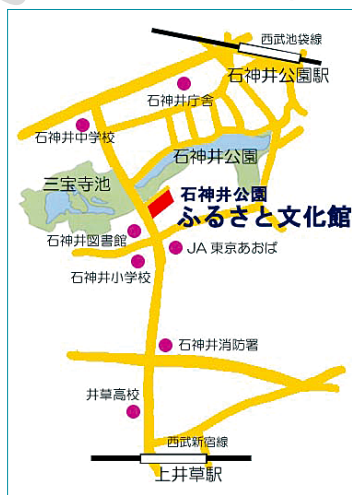 西武池袋線
石神井公園駅
石神井庁舎
石神井中学校
石神井公園
三宝寺池
石神井公園
ふるさと文化館
石神井図書館
JA東京あおば
石神井小学校
石神井消防署
井草高校
西武新宿線
上井草駅